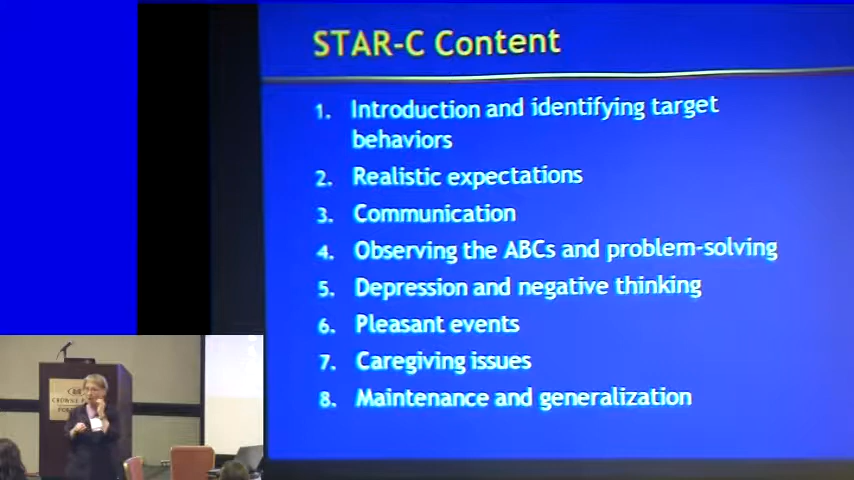 STAR-C Content
1. Introduction and identifying target
behaviors
2. Realistic expectations
3. Communication
4. Observing the ABCs and problem-solving
5. Depression and negative thinking
6. Pleasant events
7. Caregiving issues
8. Maintenance and generalization